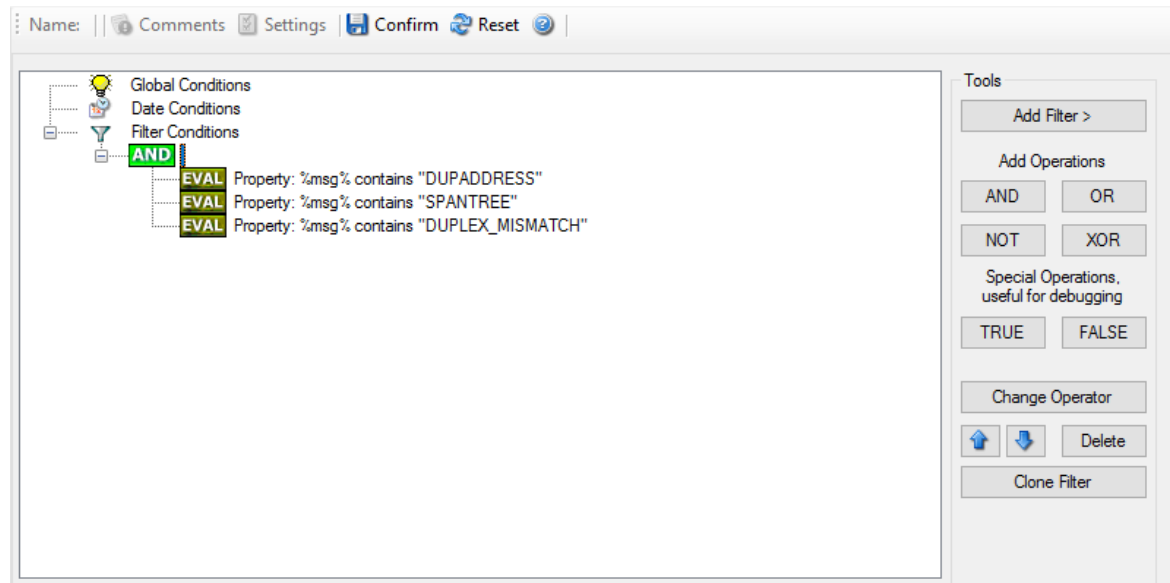 Name: Comments Settings Confirm Reset
Global Conditions
Date Conditions
Filter Conditions
AND
EVAL Property: %msg% contains "DUPADDRESS"
EVAL Property: %msg% contains "SPANTREE"
EVAL Property: %msg% contains "DUPLEX_MISMATCH"
Tools
Add Filter >
Add Operations
AND OR
NOT XOR
Special Operations,
useful for debugging
TRUE FALSE
Change Operator
Delete
Clone Filter